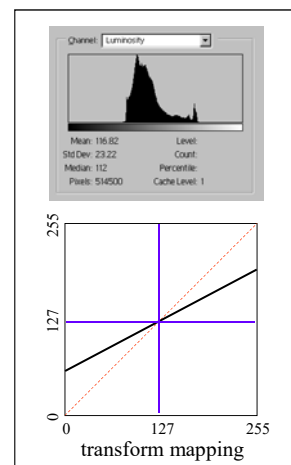 Channel: Luminosity
Mean: 116.82 Level:
Std Dev: 23.22 Count:
Median: 112 Percentile:
Pixels: 514500 Cache Level: 1
255
127
0
0 127 255
transform mapping